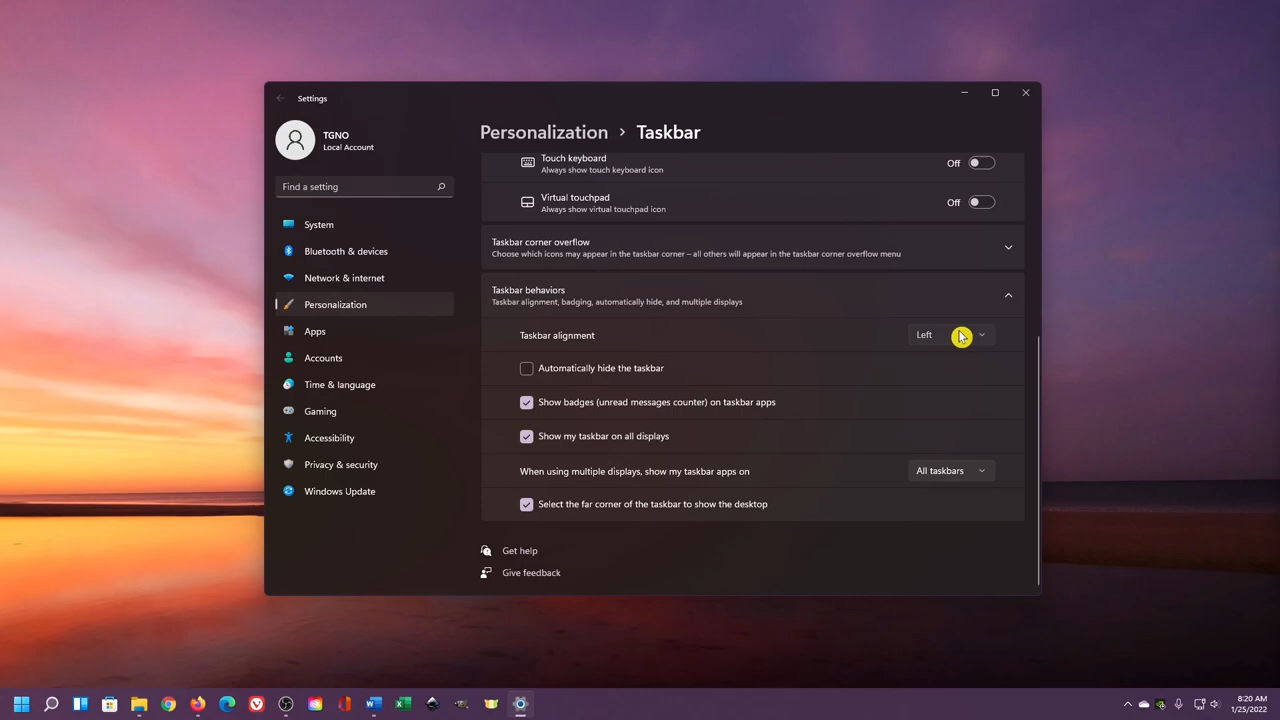 Settings
TGNO
Local Account
Find a setting
System
Bluetooth & devices
Network & internet
Personalization
Apps
Accounts
Time & language
Gaming
Accessibility
Privacy & security
Windows Update
Personalization > Taskbar
Touch keyboard
Always show touch keyboard icon
Off
Virtual touchpad
Always show virtual touchpad icon
Off
Taskbar corner overflow
Choose which icons may appear in the taskbar corner – all others will appear in the taskbar corner overflow menu
Taskbar behaviors
Taskbar alignment, badging, automatically hide, and multiple displays
Taskbar alignment
Left
Automatically hide the taskbar
Show badges (unread messages counter) on taskbar apps
Show my taskbar on all displays
When using multiple displays, show my taskbar apps on
All taskbars
Select the far corner of the taskbar to show the desktop
Get help
Give feedback
8:20 AM
1/25/2022